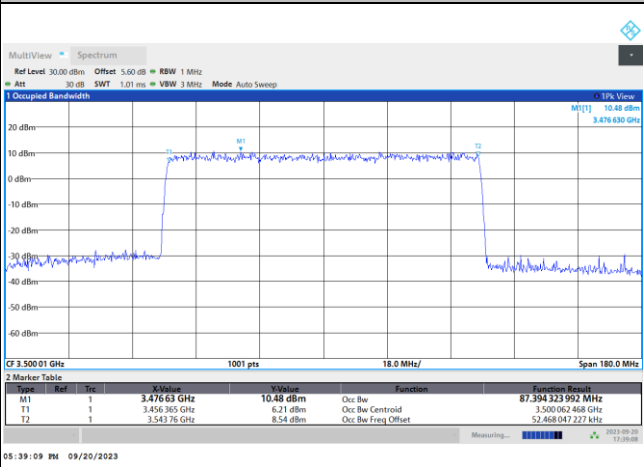 MultiView Spectrum
Ref Level 30.00 dBm Offset 5.60 dB RBW 1 MHz
Att 30 dB SWT 1.01 ms VBW 3 MHz Mode Auto Sweep
1 Occupied Bandwidth 1Pk View
M1[1] 10.48 dBm
3.476 630 GHz
20 dBm
M1
T1
T2
10 dBm
0 dBm
-10 dBm
-20 dBm
-30 dBm
-40 dBm
-50 dBm
-60 dBm
CF 3.500 01 GHz 1001 pts 18.0 MHz/ Span 180.0 MHz
2 Marker Table
Type Ref Trc X-Value Y-Value Function Function Result
M1 1 3.476 63 GHz 10.48 dBm Occ Bw 87.394 323 992 MHz
T1 1 3.456 365 GHz 6.21 dBm Occ Bw Centroid 3.500 062 468 GHz
T2 1 3.543 76 GHz 8.54 dBm Occ Bw Freq Offset 52.468 047 227 kHz
Measuring... 2023-09-20
17:39:08
05:39:09 PM 09/20/2023